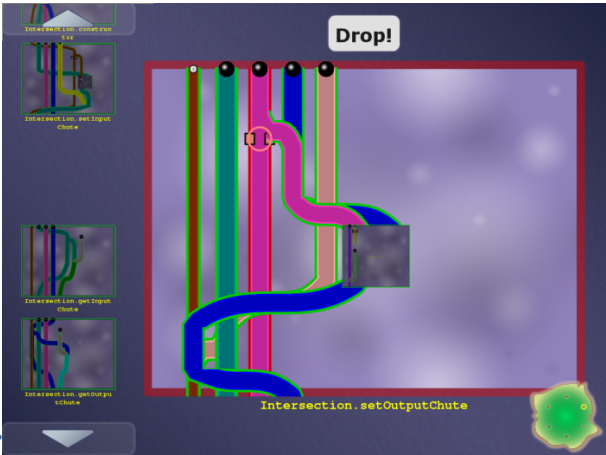 Intersection.construc
tor
Drop!
Intersection.setInput
Chute
Intersection.getInput
Chute
Intersection.getOutpu
tChute
Intersection.setOutputChute